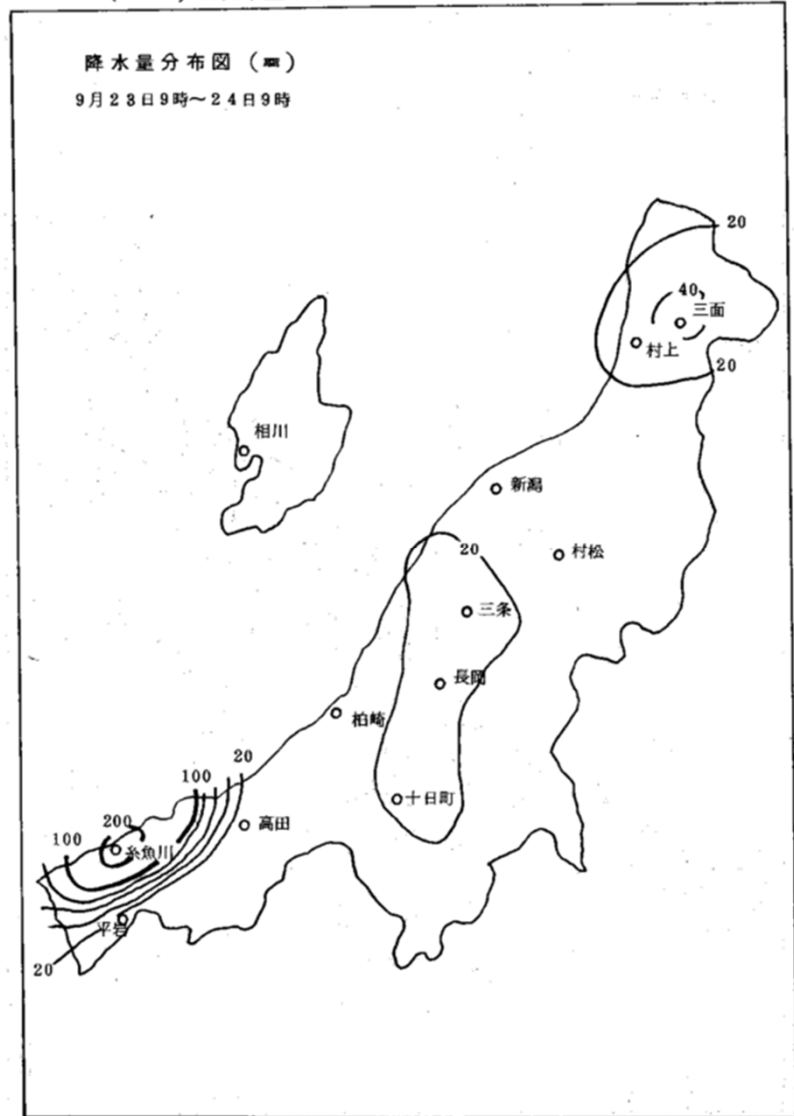 降水量分布図(㎜)
9月23日9時～24日9時
20
40
三面
村上
20
相川
新潟
20
村松
三条
長岡
柏崎
20
100
十日町
200
高田
100
糸魚川
平岩
20